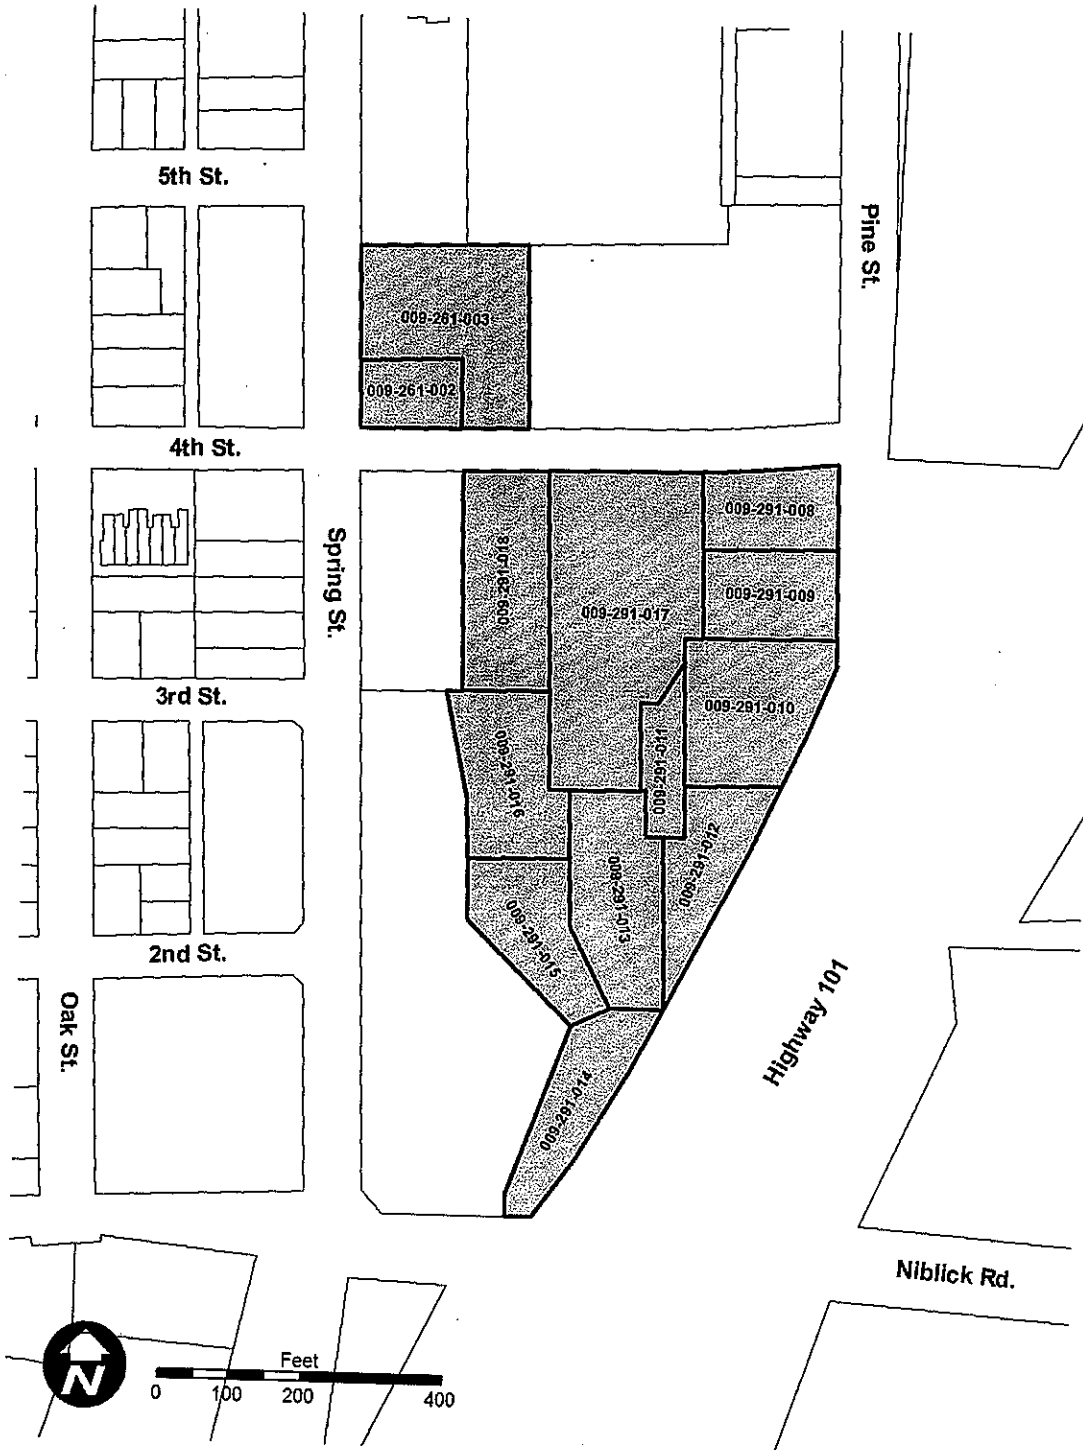 5th St.
Pine St.
009-261-003
009-261-002
4th St.
009-291-008
Spring St.
009-291-018
009-291-017
009-291-009
3rd St.
009-291-010
009-291-016
009-291-011
009-291-012
009-291-013
009-291-015
2nd St.
Oak St.
Highway 101
009-291-014
Niblick Rd.
N
Feet
0 100 200 400